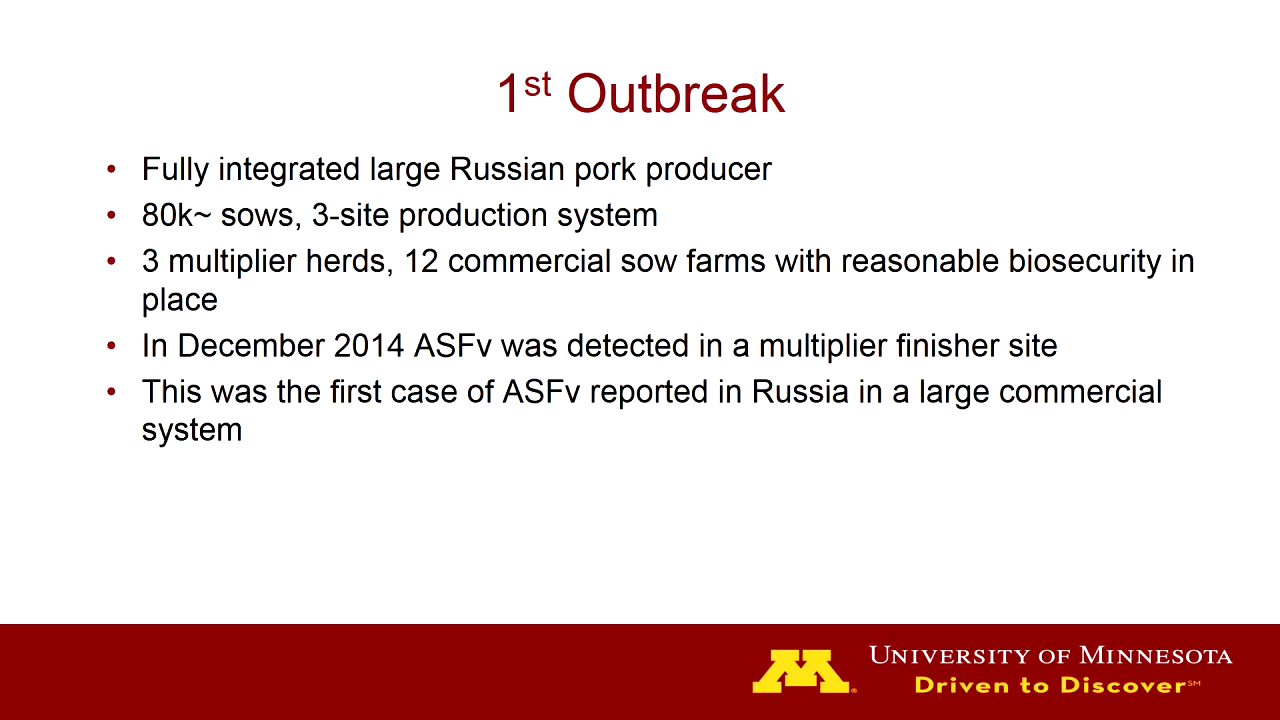 1st Outbreak
• Fully integrated large Russian pork producer
• 80k~ sows, 3-site production system
• 3 multiplier herds, 12 commercial sow farms with reasonable biosecurity in
place
• In December 2014 ASFv was detected in a multiplier finisher site
• This was the first case of ASFv reported in Russia in a large commercial
system
M®
UNIVERSITY OF MINNESOTA
Driven to Discover℠